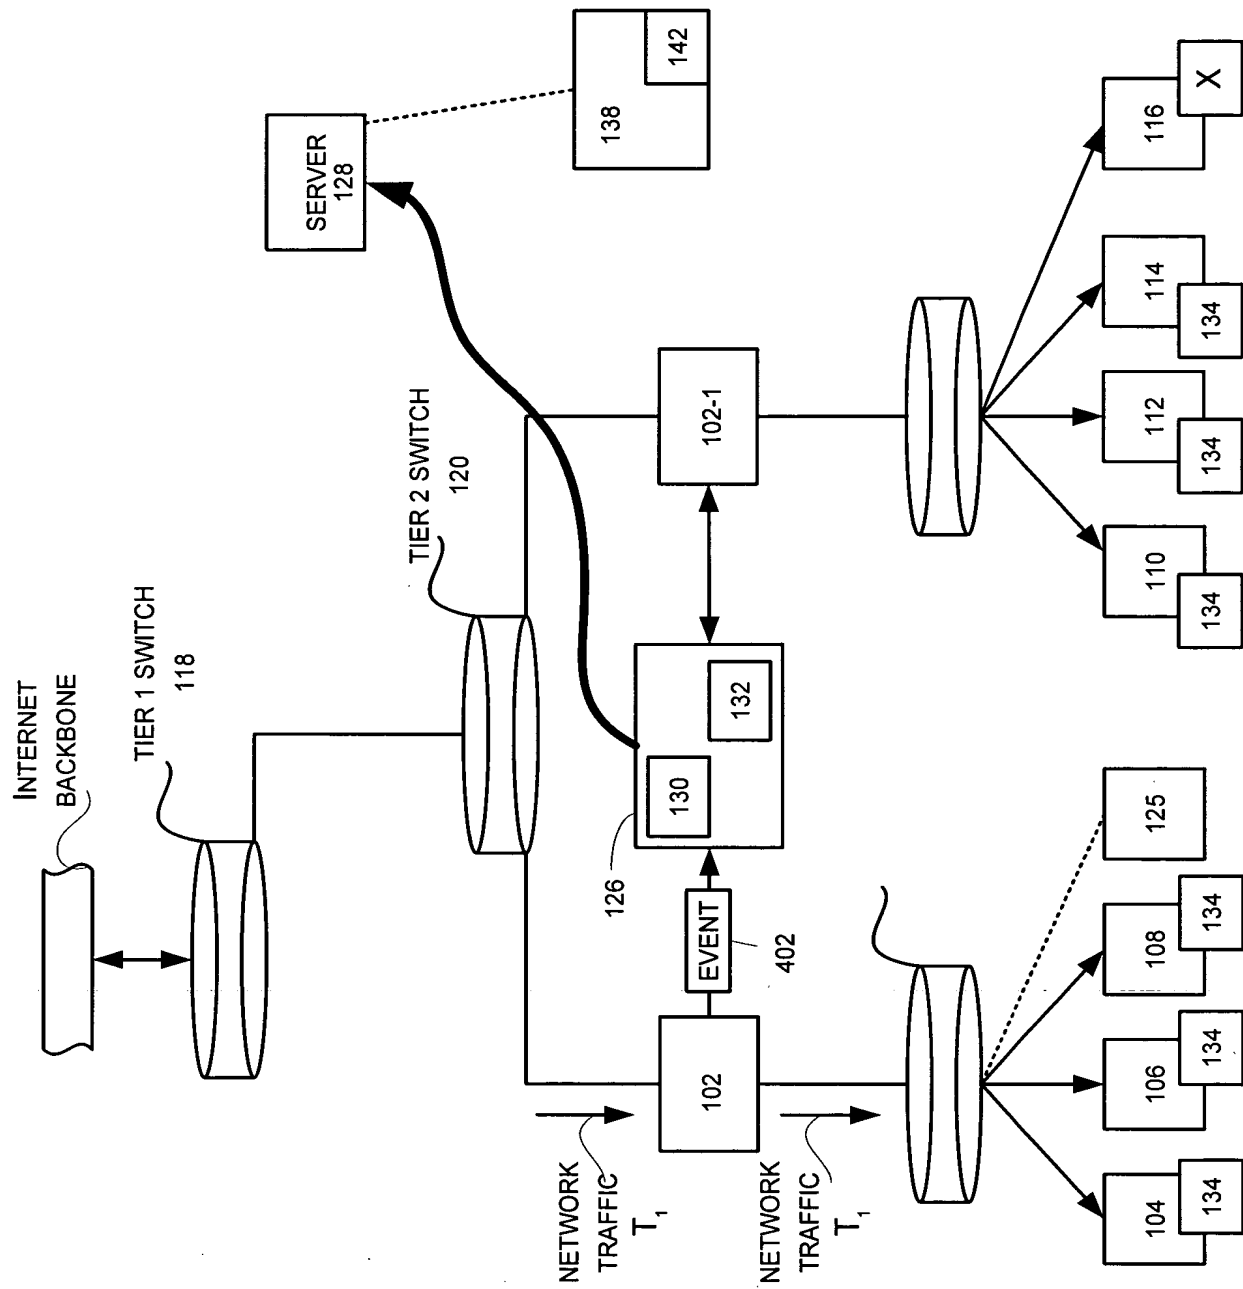 INTERNET
BACKBONE
TIER 1 SWITCH
118
TIER 2 SWITCH
120
SERVER
128
138
142
NETWORK
TRAFFIC
T1
102
NETWORK
TRAFFIC
T1
EVENT
402
126
130
132
102-1
104
134
106
134
108
134
125
110
134
112
134
114
134
116
X